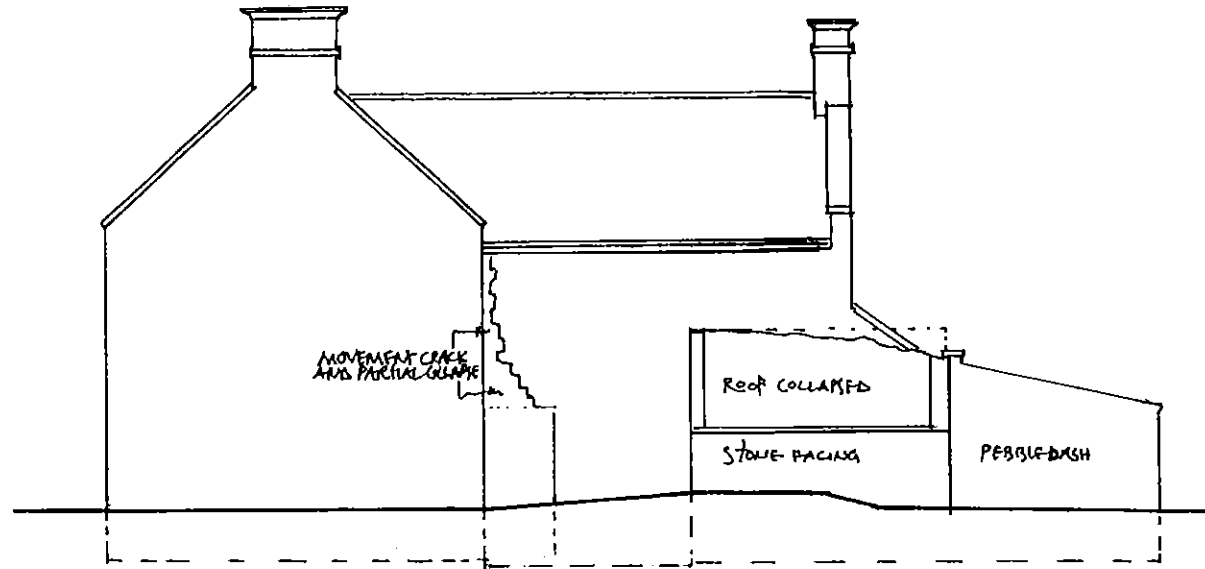 MOVEMENT CRACK
AND PARTIAL COLLAPSE
ROOF COLLAPSED
STONE FACING
PEBBLEDASH